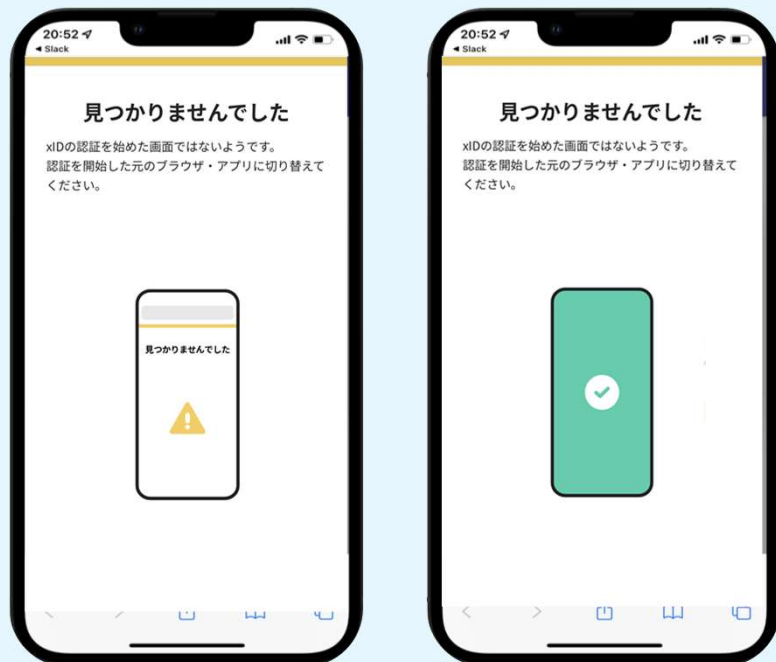 20:52
◀ Slack
見つかりませんでした
xIDの認証を始めた画面ではないようです。
認証を開始した元のブラウザ・アプリに切り替えて
ください。
見つかりませんでした
20:52
◀ Slack
見つかりませんでした
xIDの認証を始めた画面ではないようです。
認証を開始した元のブラウザ・アプリに切り替えて
ください。